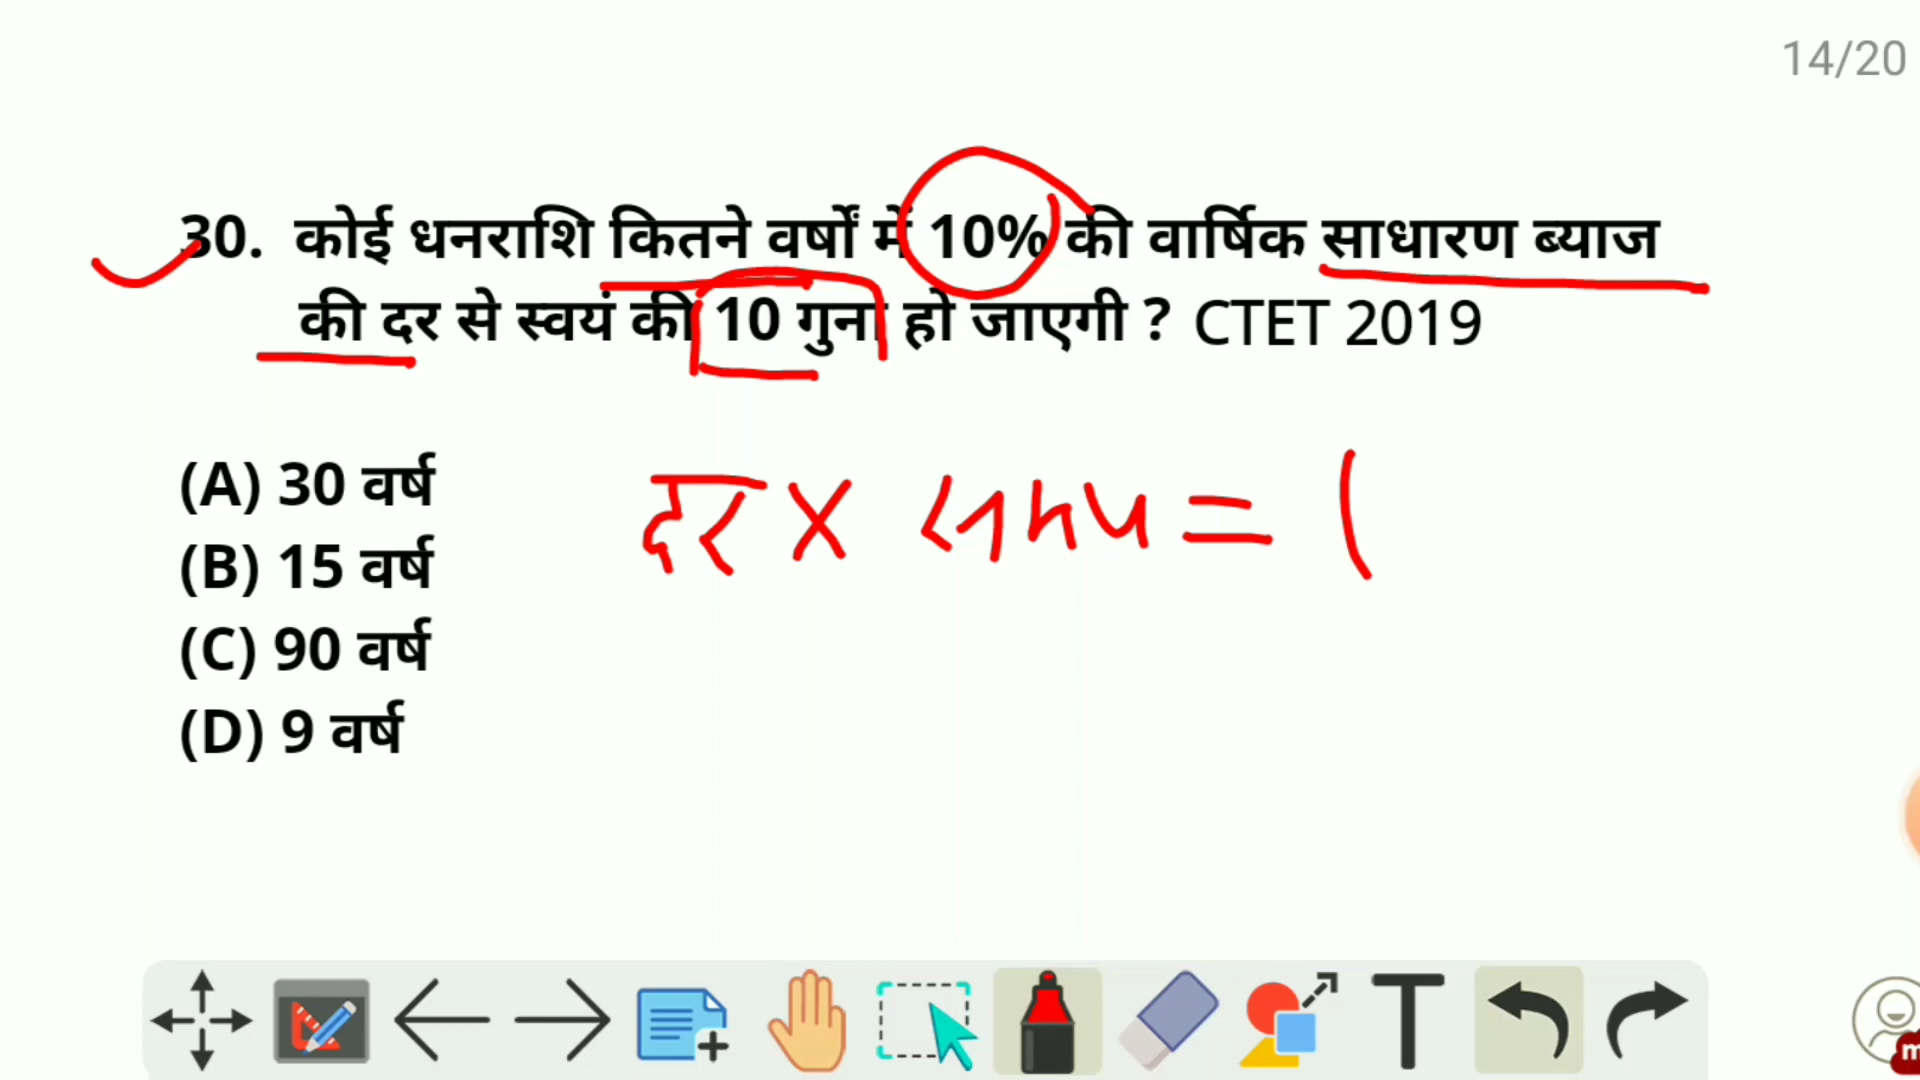 14/20
30. कोई धनराशि कितने वर्षों में 10% की वार्षिक साधारण ब्याज
की दर से स्वयं की 10 गुना हो जाएगी ? CTET 2019
(A) 30 वर्ष
दर × समय = (
(B) 15 वर्ष
(C) 90 वर्ष
(D) 9 वर्ष
T
m